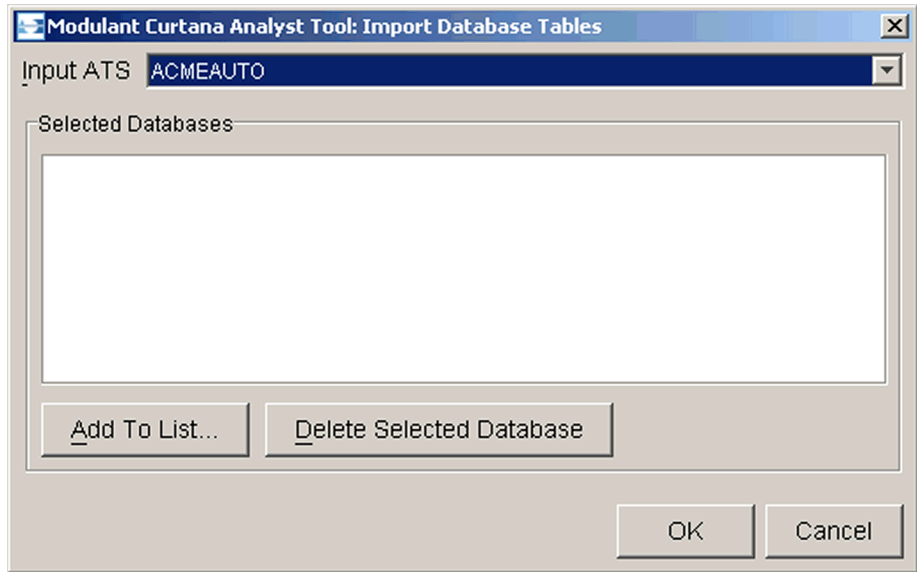 Modulant Curtana Analyst Tool: Import Database Tables
Input ATS ACMEAUTO
Selected Databases
Add To List... Delete Selected Database
OK Cancel